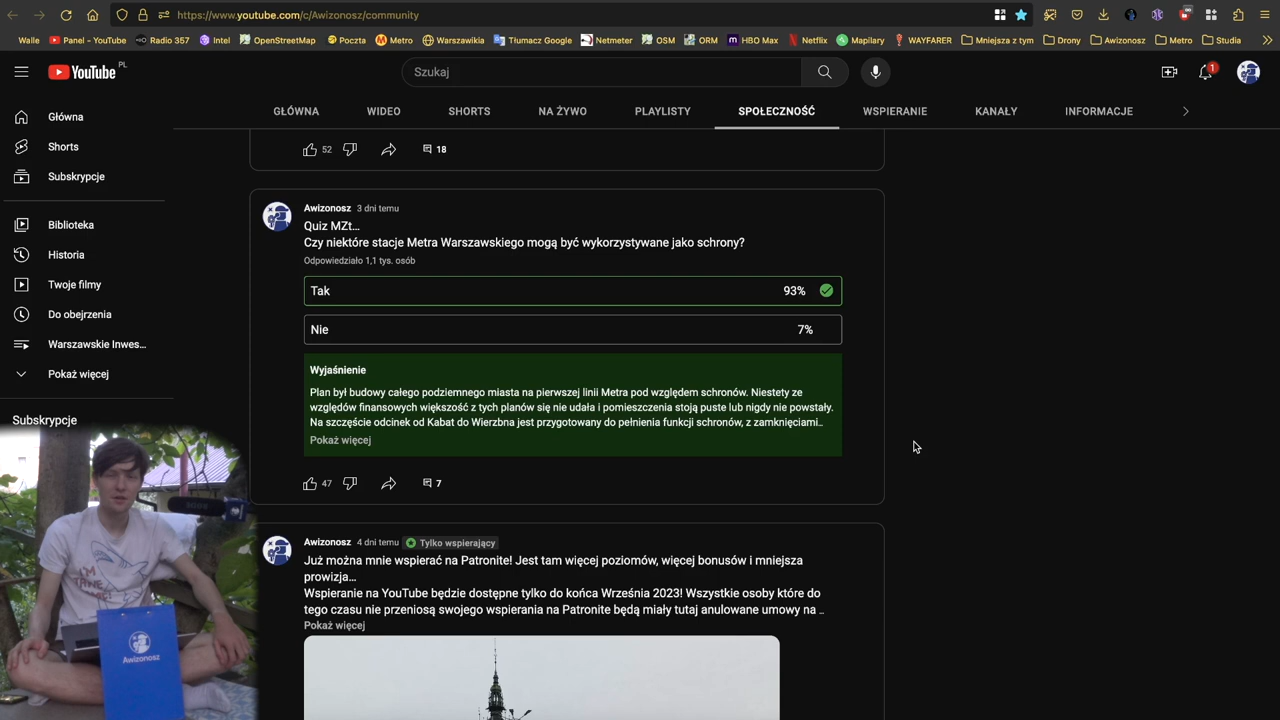 https://www.youtube.com/c/Awizonosz/community
Walle
Panel - YouTube
Radio 357
Intel
OpenStreetMap
Poczta
Metro
Warszawikia
Tłumacz Google
Netmeter
OSM
ORM
HBO Max
Netflix
Mapilary
WAYFARER
Mniejsza z tym
Drony
Awizonosz
Metro
Studia
YouTube PL
Szukaj
1
GŁÓWNA
WIDEO
SHORTS
NA ŻYWO
PLAYLISTY
SPOŁECZNOŚĆ
WSPIERANIE
KANAŁY
INFORMACJE
Główna
Shorts
Subskrypcje
Biblioteka
Historia
Twoje filmy
Do obejrzenia
Warszawskie Inwes...
Pokaż więcej
Subskrypcje
52
18
Awizonosz 3 dni temu
Quiz MZt...
Czy niektóre stacje Metra Warszawskiego mogą być wykorzystywane jako schrony?
Odpowiedziało 1,1 tys. osób
Tak 93%
Nie 7%
Wyjaśnienie
Plan był budowy całego podziemnego miasta na pierwszej linii Metra pod względem schronów. Niestety ze
względów finansowych większość z tych planów się nie udała i pomieszczenia stoją puste lub nigdy nie powstały.
Na szczęście odcinek od Kabat do Wierzbna jest przygotowany do pełnienia funkcji schronów, z zamknięciami...
Pokaż więcej
47
7
Awizonosz 4 dni temu Tylko wspierający
Już można mnie wspierać na Patronite! Jest tam więcej poziomów, więcej bonusów i mniejsza
prowizja...
Wspieranie na YouTube będzie dostępne tylko do końca Września 2023! Wszystkie osoby które do
tego czasu nie przeniosą swojego wspierania na Patronite będą miały tutaj anulowane umowy na ...
Pokaż więcej
Awizonosz